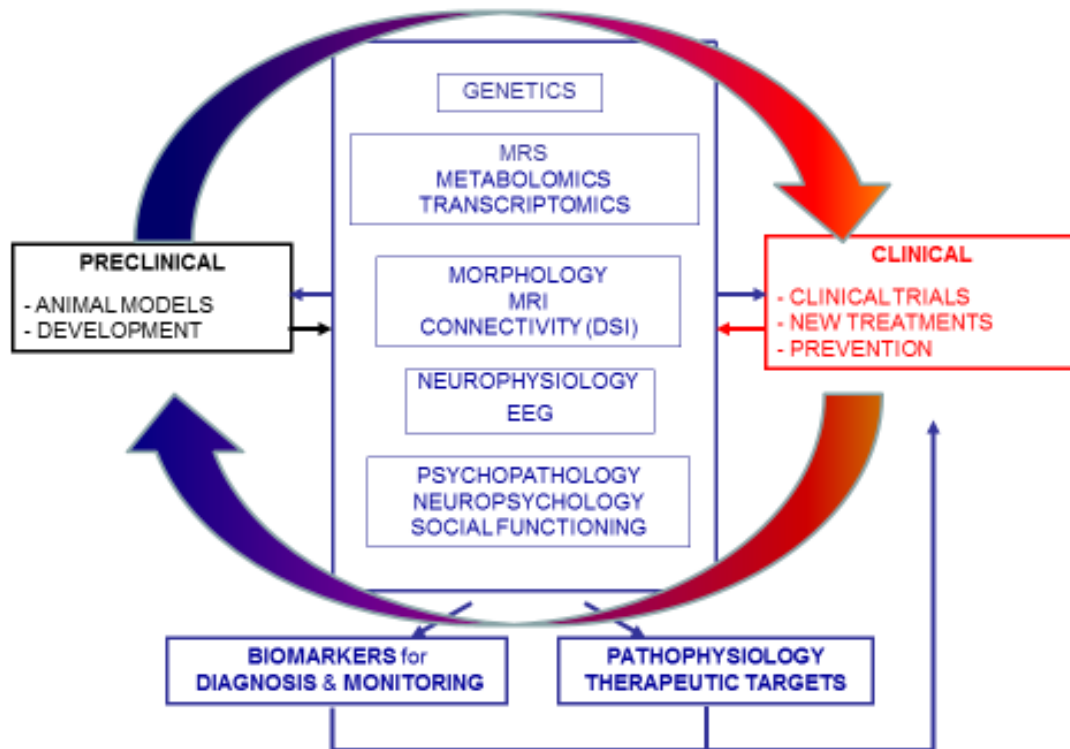 GENETICS
MRS
METABOLOMICS
TRANSCRIPTOMICS
PRECLINICAL
- ANIMAL MODELS
- DEVELOPMENT
MORPHOLOGY
MRI
CONNECTIVITY (DSI)
CLINICAL
- CLINICAL TRIALS
- NEW TREATMENTS
- PREVENTION
NEUROPHYSIOLOGY
EEG
PSYCHOPATHOLOGY
NEUROPSYCHOLOGY
SOCIAL FUNCTIONING
BIOMARKERS for
DIAGNOSIS & MONITORING
PATHOPHYSIOLOGY
THERAPEUTIC TARGETS